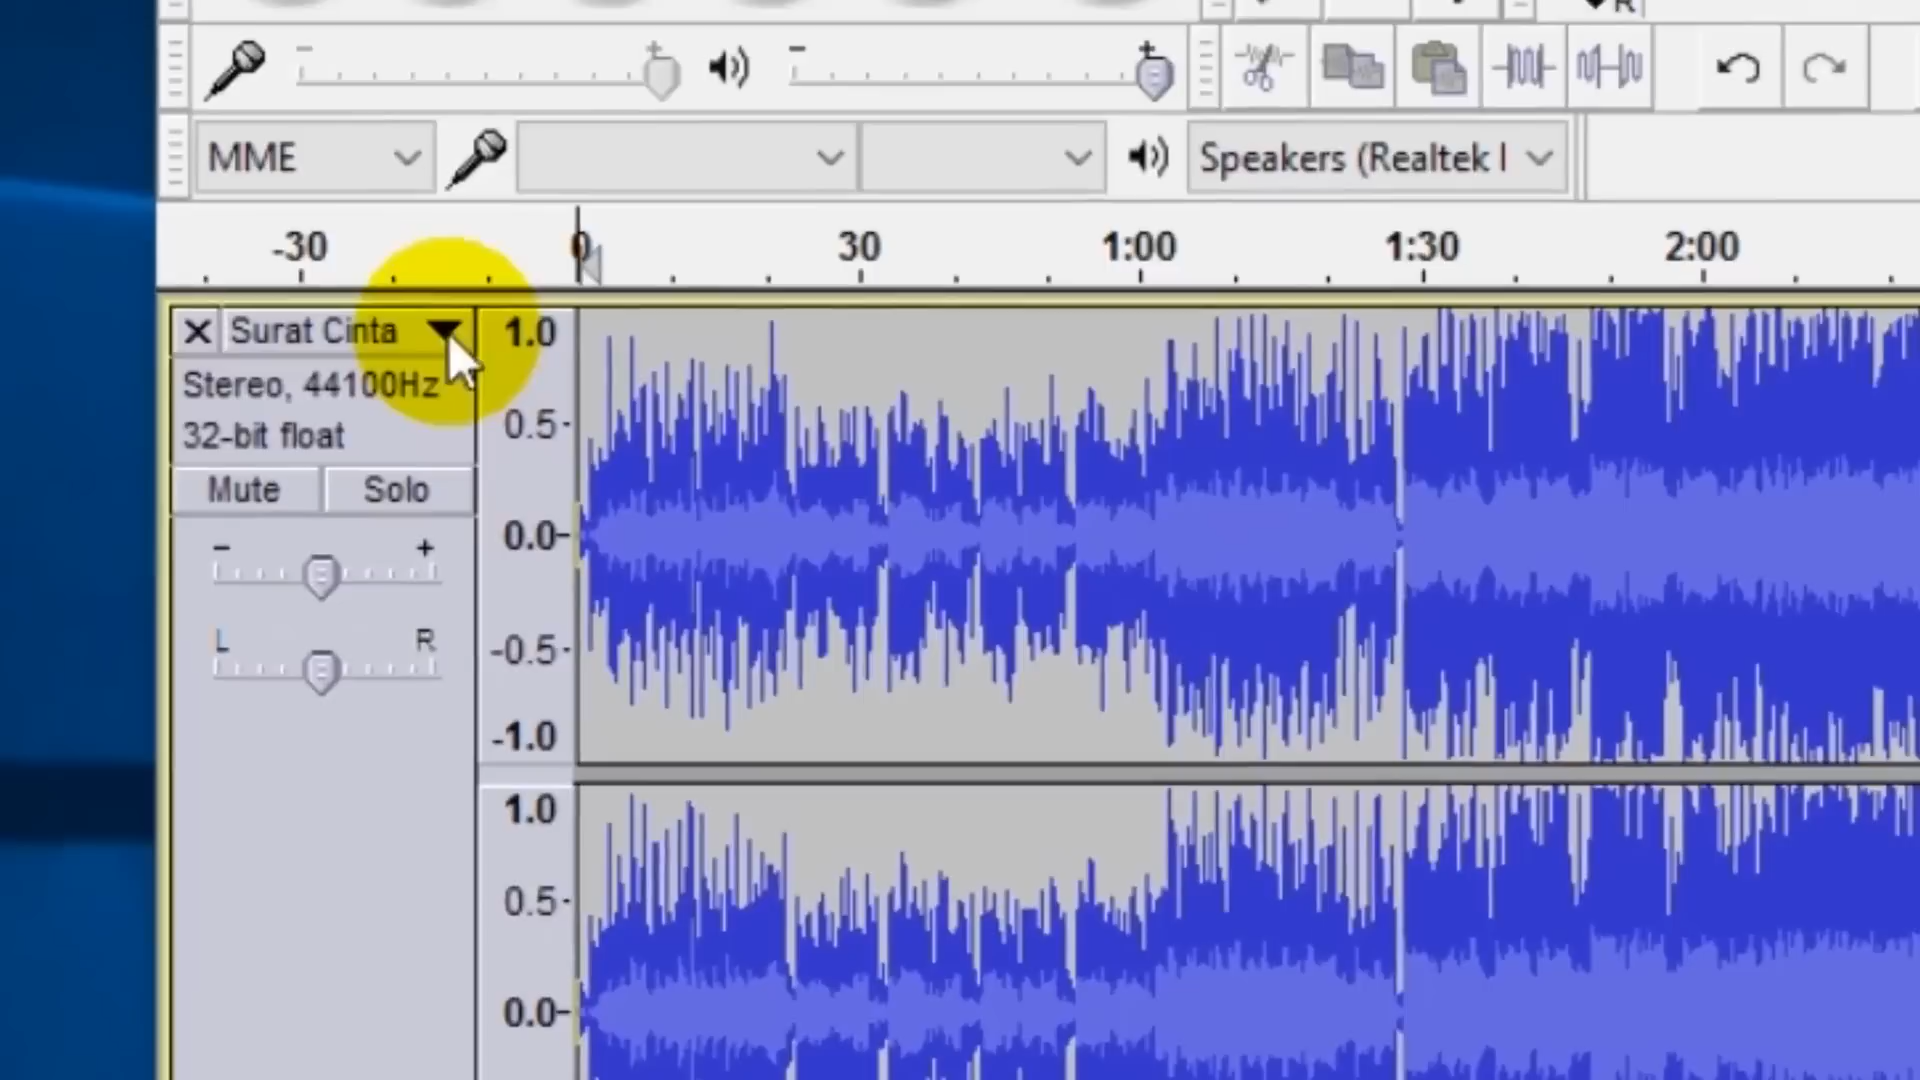 R
- +
- +
MME
Speakers (Realtek I
-30 0 30 1:00 1:30 2:00
X Surat Cinta
Stereo, 44100Hz
32-bit float
Mute Solo
- +
L R
1.0
0.5-
0.0-
-0.5-
-1.0
1.0
0.5-
0.0-